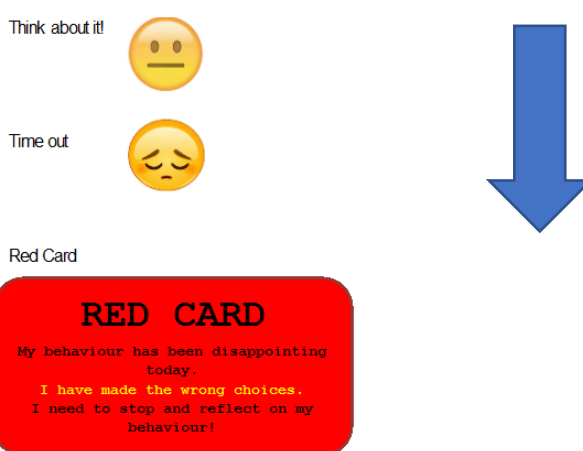 Think about it!
Time out
Red Card
RED CARD
My behaviour has been disappointing
today.
I have made the wrong choices.
I need to stop and reflect on my
behaviour!